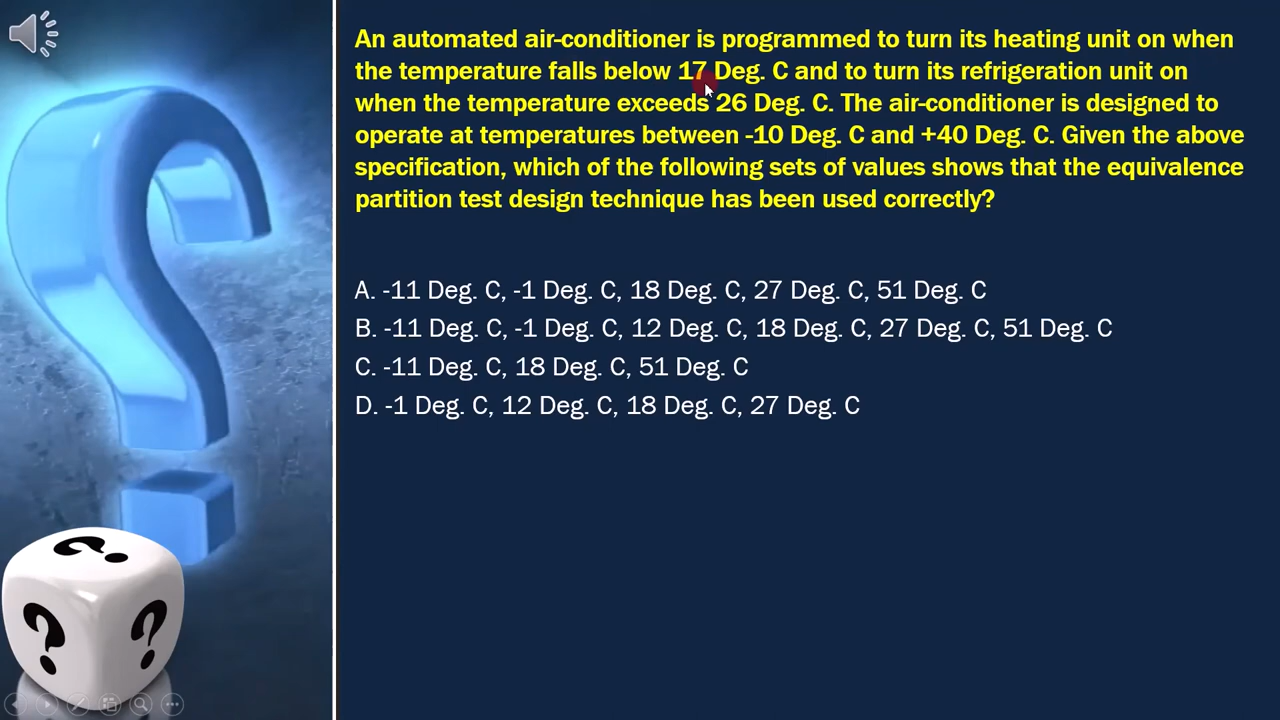 An automated air-conditioner is programmed to turn its heating unit on when
the temperature falls below 17 Deg. C and to turn its refrigeration unit on
when the temperature exceeds 26 Deg. C. The air-conditioner is designed to
operate at temperatures between -10 Deg. C and +40 Deg. C. Given the above
specification, which of the following sets of values shows that the equivalence
partition test design technique has been used correctly?
A. -11 Deg. C, -1 Deg. C, 18 Deg. C, 27 Deg. C, 51 Deg. C
B. -11 Deg. C, -1 Deg. C, 12 Deg. C, 18 Deg. C, 27 Deg. C, 51 Deg. C
C. -11 Deg. C, 18 Deg. C, 51 Deg. C
D. -1 Deg. C, 12 Deg. C, 18 Deg. C, 27 Deg. C